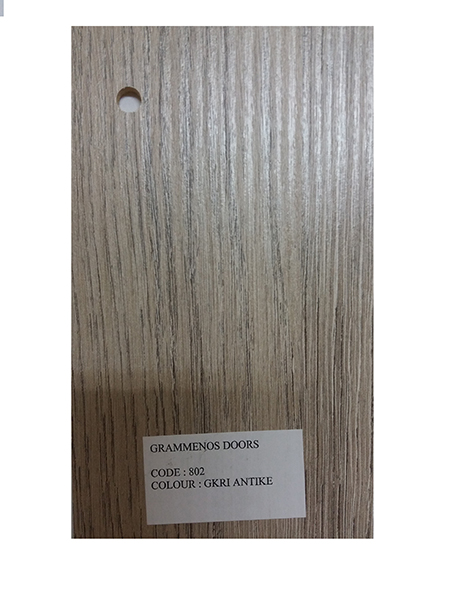 GRAMMENOS DOORS
CODE : 802
COLOUR : GKRI ANTIKE